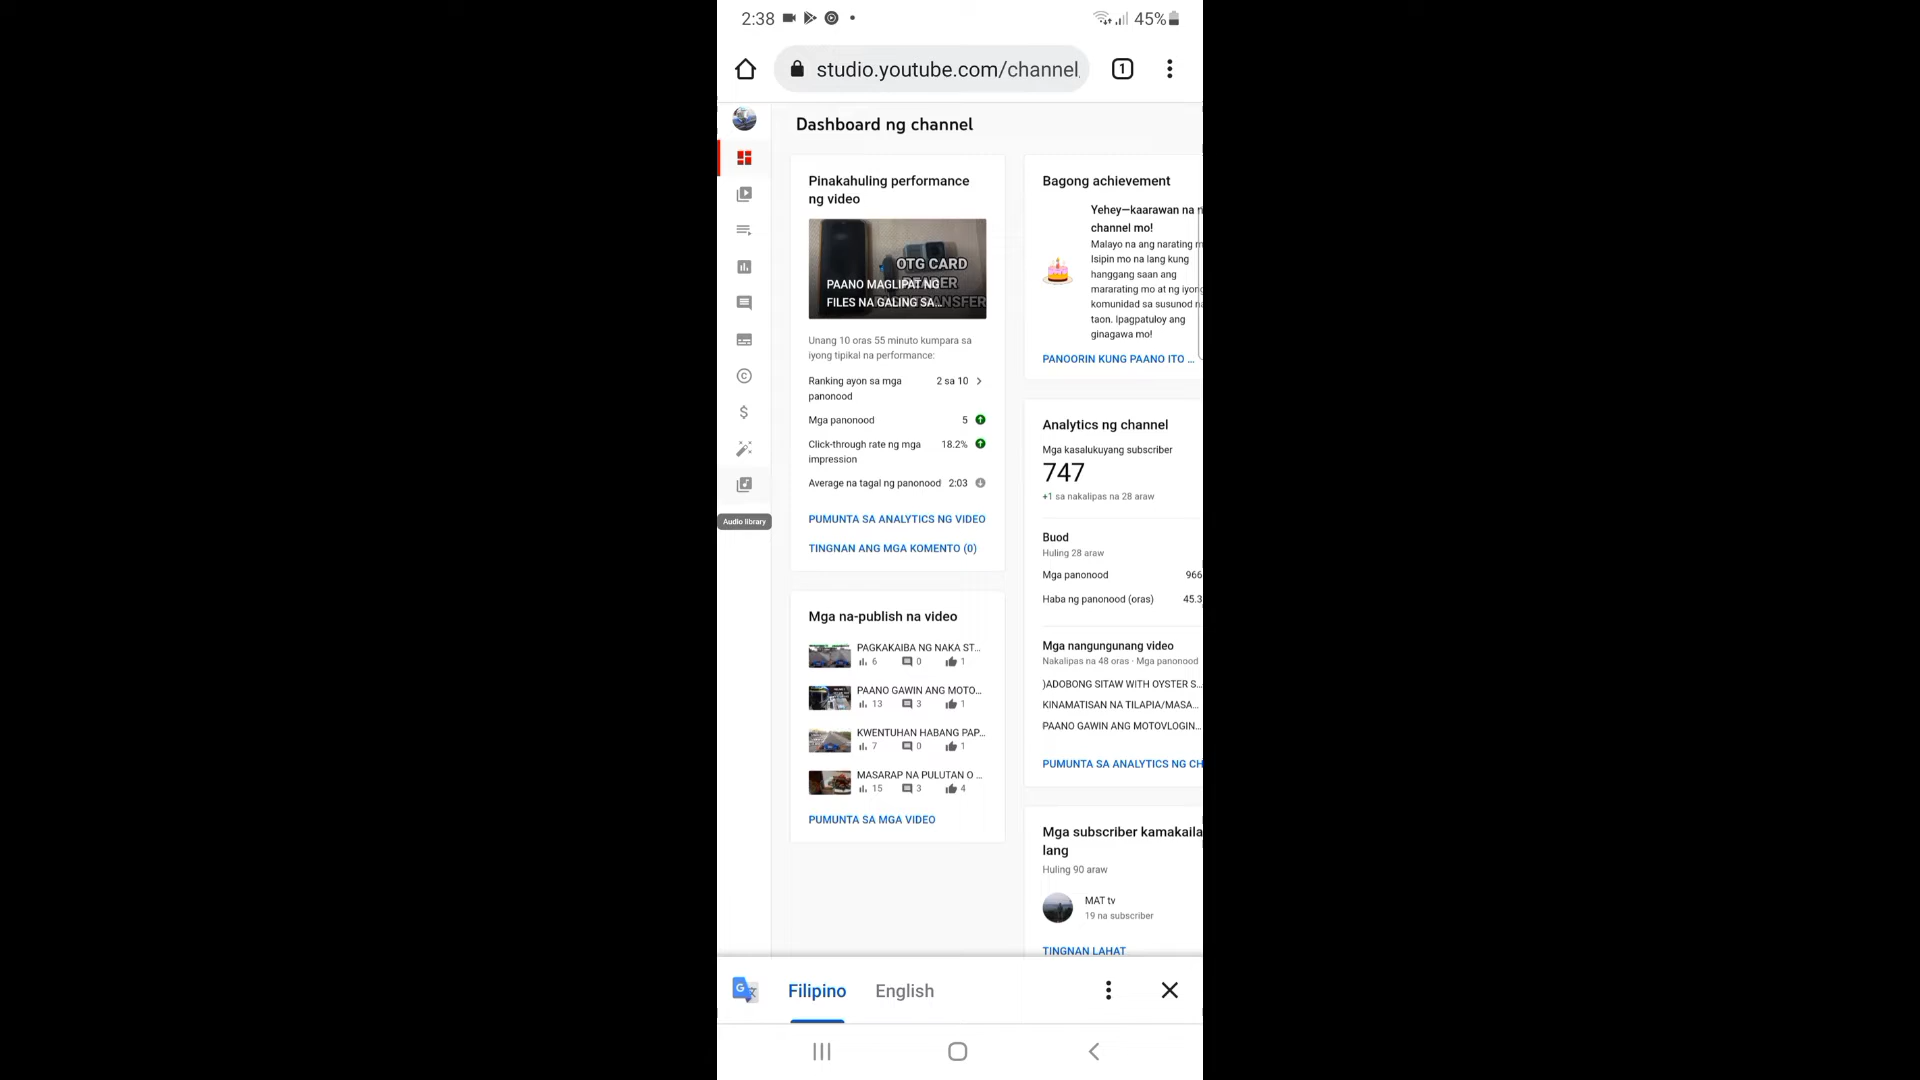 2:38
45%
studio.youtube.com/channel
1
Dashboard ng channel
Pinakahuling performance
ng video
OTG CARD
READER
PAANO MAGLIPAT NG
FILES NA GALING SA...
Unang 10 oras 55 minuto kumpara sa
iyong tipikal na performance:
Ranking ayon sa mga
panonood
2 sa 10
Mga panonood
5
Click-through rate ng mga
impression
18.2%
Average na tagal ng panonood
2:03
PUMUNTA SA ANALYTICS NG VIDEO
TINGNAN ANG MGA KOMENTO (0)
Audio library
Mga na-publish na video
PAGKAKAIBA NG NAKA ST...
6 0 1
PAANO GAWIN ANG MOTO...
13 3 1
KWENTUHAN HABANG PAP...
7 0 1
MASARAP NA PULUTAN O ...
15 3 4
PUMUNTA SA MGA VIDEO
Bagong achievement
Yehey—kaarawan na n
channel mo!
Malayo na ang narating m
Isipin mo na lang kung
hanggang saan ang
mararating mo at ng iyong
komunidad sa susunod na
taon. Ipagpatuloy ang
ginagawa mo!
PANOORIN KUNG PAANO ITO ...
Analytics ng channel
Mga kasalukuyang subscriber
747
+1 sa nakalipas na 28 araw
Buod
Huling 28 araw
Mga panonood
966
Haba ng panonood (oras)
45.3
Mga nangungunang video
Nakalipas na 48 oras · Mga panonood
)ADOBONG SITAW WITH OYSTER S...
KINAMATISAN NA TILAPIA/MASA...
PAANO GAWIN ANG MOTOVLOGIN...
PUMUNTA SA ANALYTICS NG CH
Mga subscriber kamakaila
lang
Huling 90 araw
MAT tv
19 na subscriber
TINGNAN LAHAT
Filipino
English